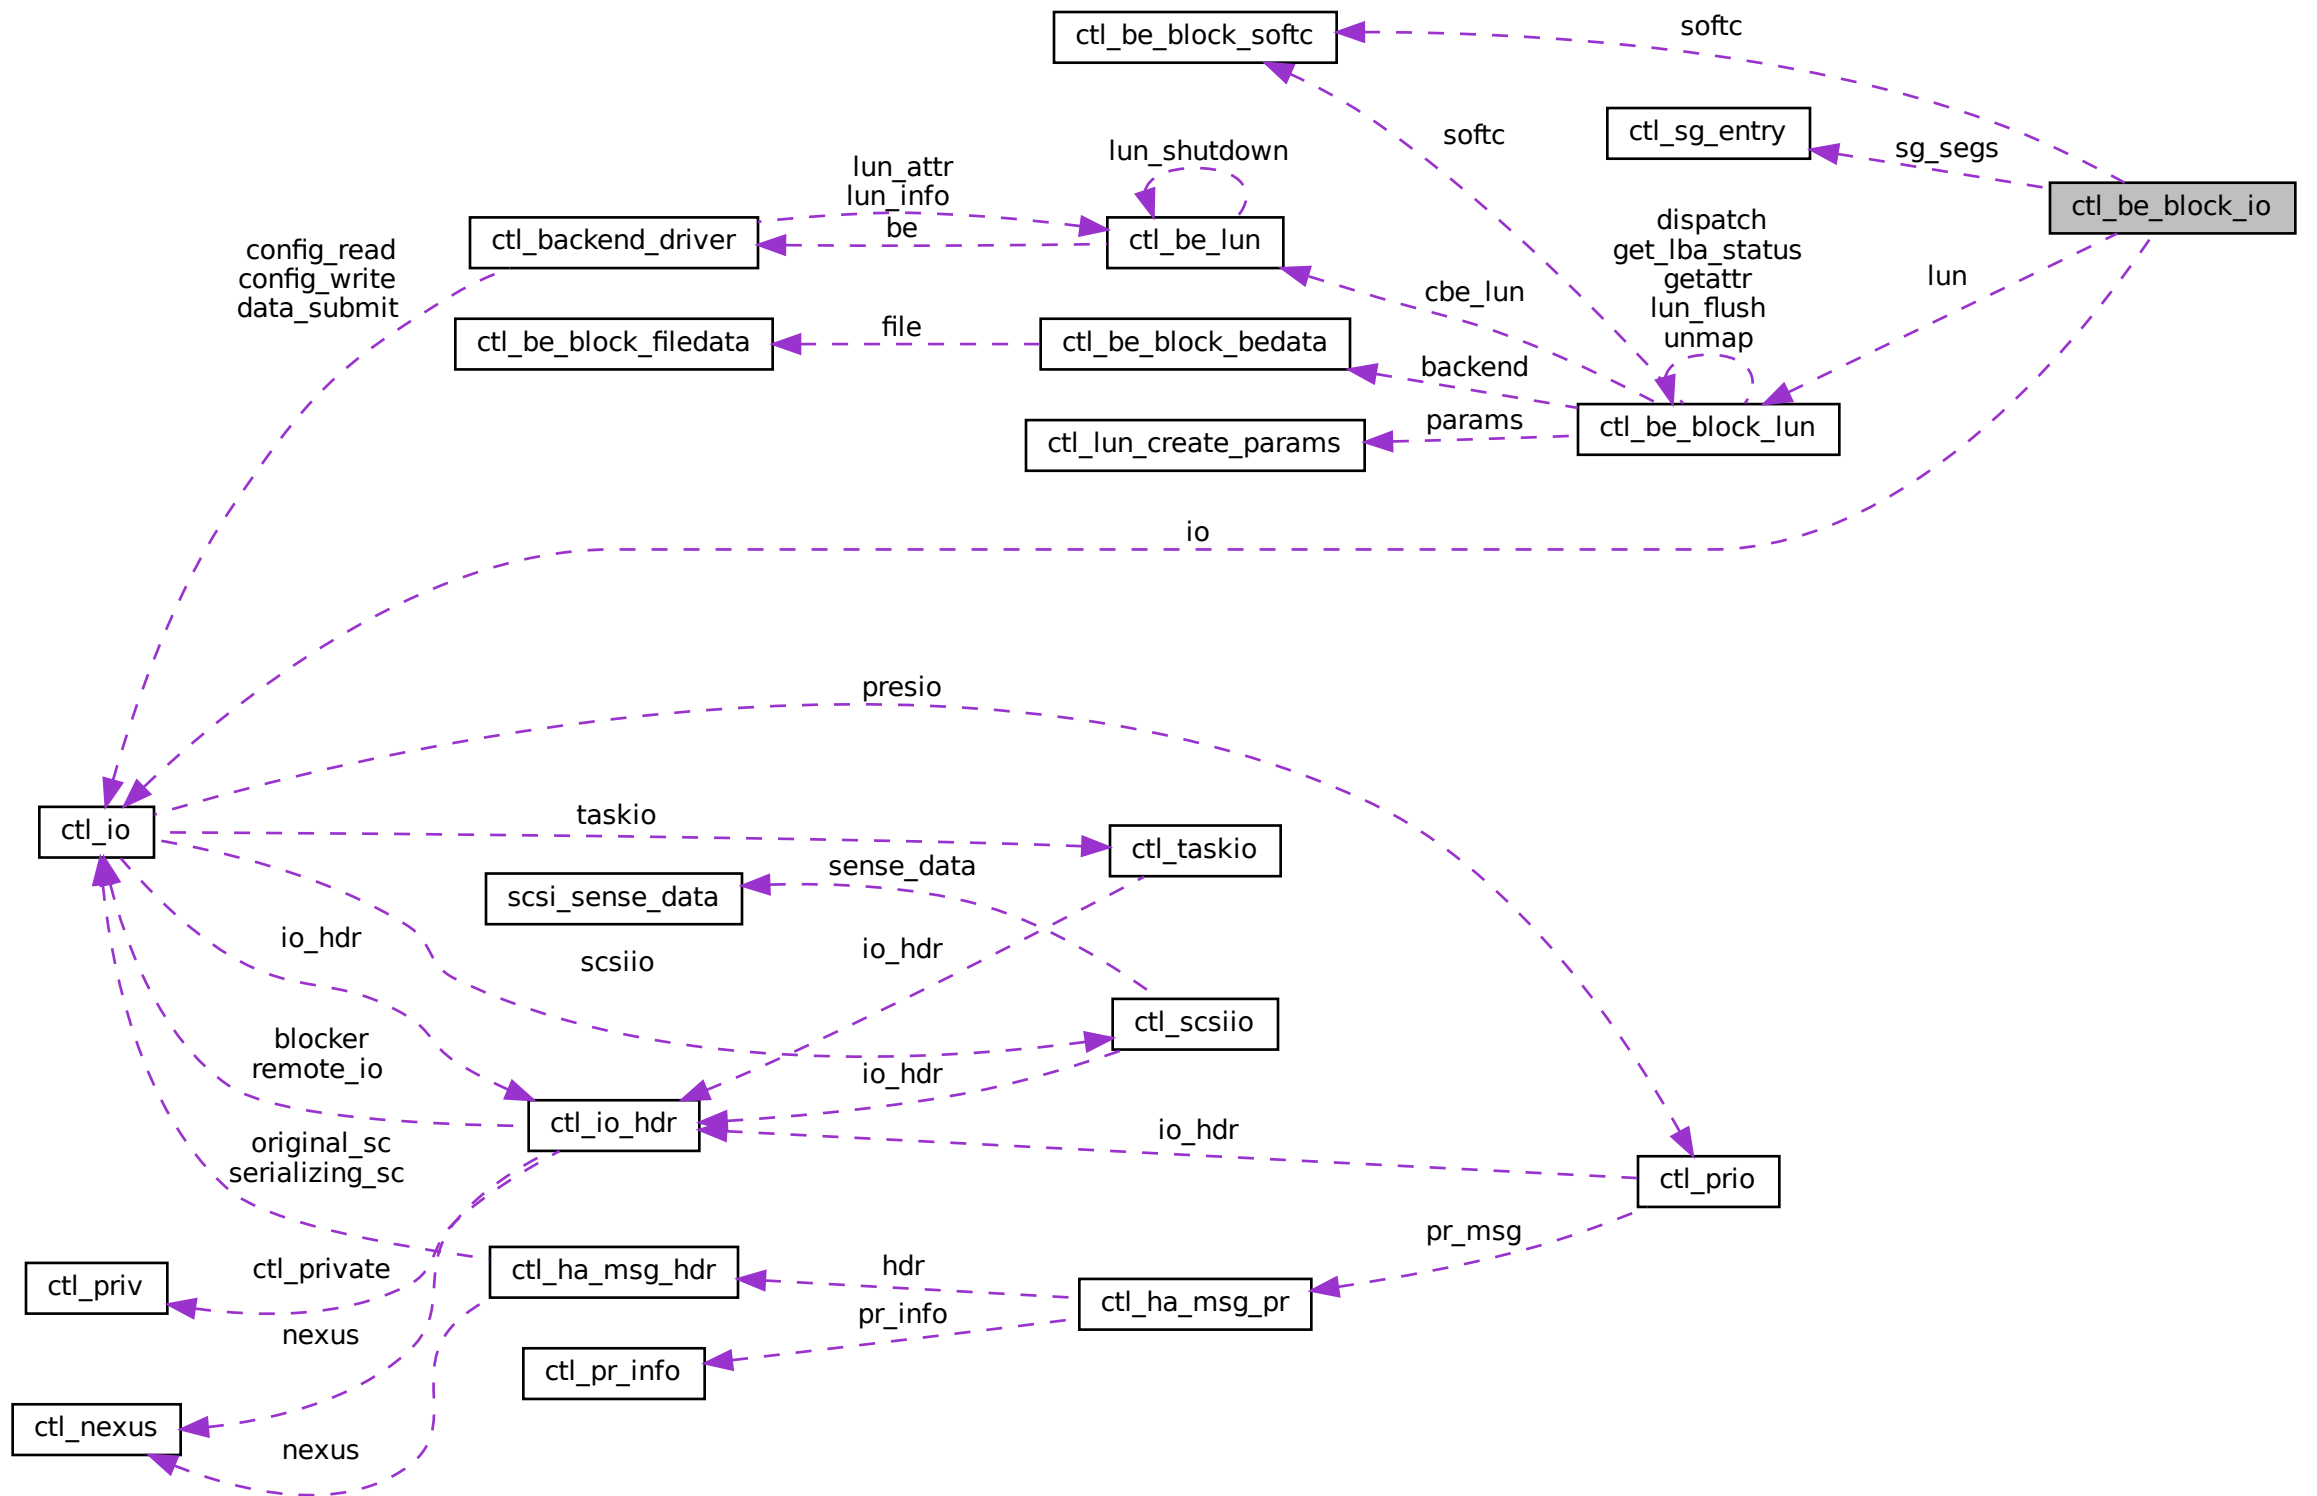 softc
ctl_be_block_softc
ctl_sg_entry
softc
sg_segs
lun_shutdown
lun_attr
lun_info
be
ctl_be_block_io
dispatch
get_lba_status
getattr
lun_flush
unmap
ctl_backend_driver
ctl_be_lun
config_read
config_write
data_submit
lun
cbe_lun
file
ctl_be_block_filedata
ctl_be_block_bedata
backend
params
ctl_be_block_lun
ctl_lun_create_params
io
presio
taskio
ctl_io
ctl_taskio
sense_data
scsi_sense_data
io_hdr
io_hdr
scsiio
ctl_scsiio
blocker
remote_io
io_hdr
ctl_io_hdr
io_hdr
original_sc
serializing_sc
ctl_prio
pr_msg
ctl_private
ctl_ha_msg_hdr
hdr
ctl_priv
ctl_ha_msg_pr
pr_info
nexus
ctl_pr_info
ctl_nexus
nexus